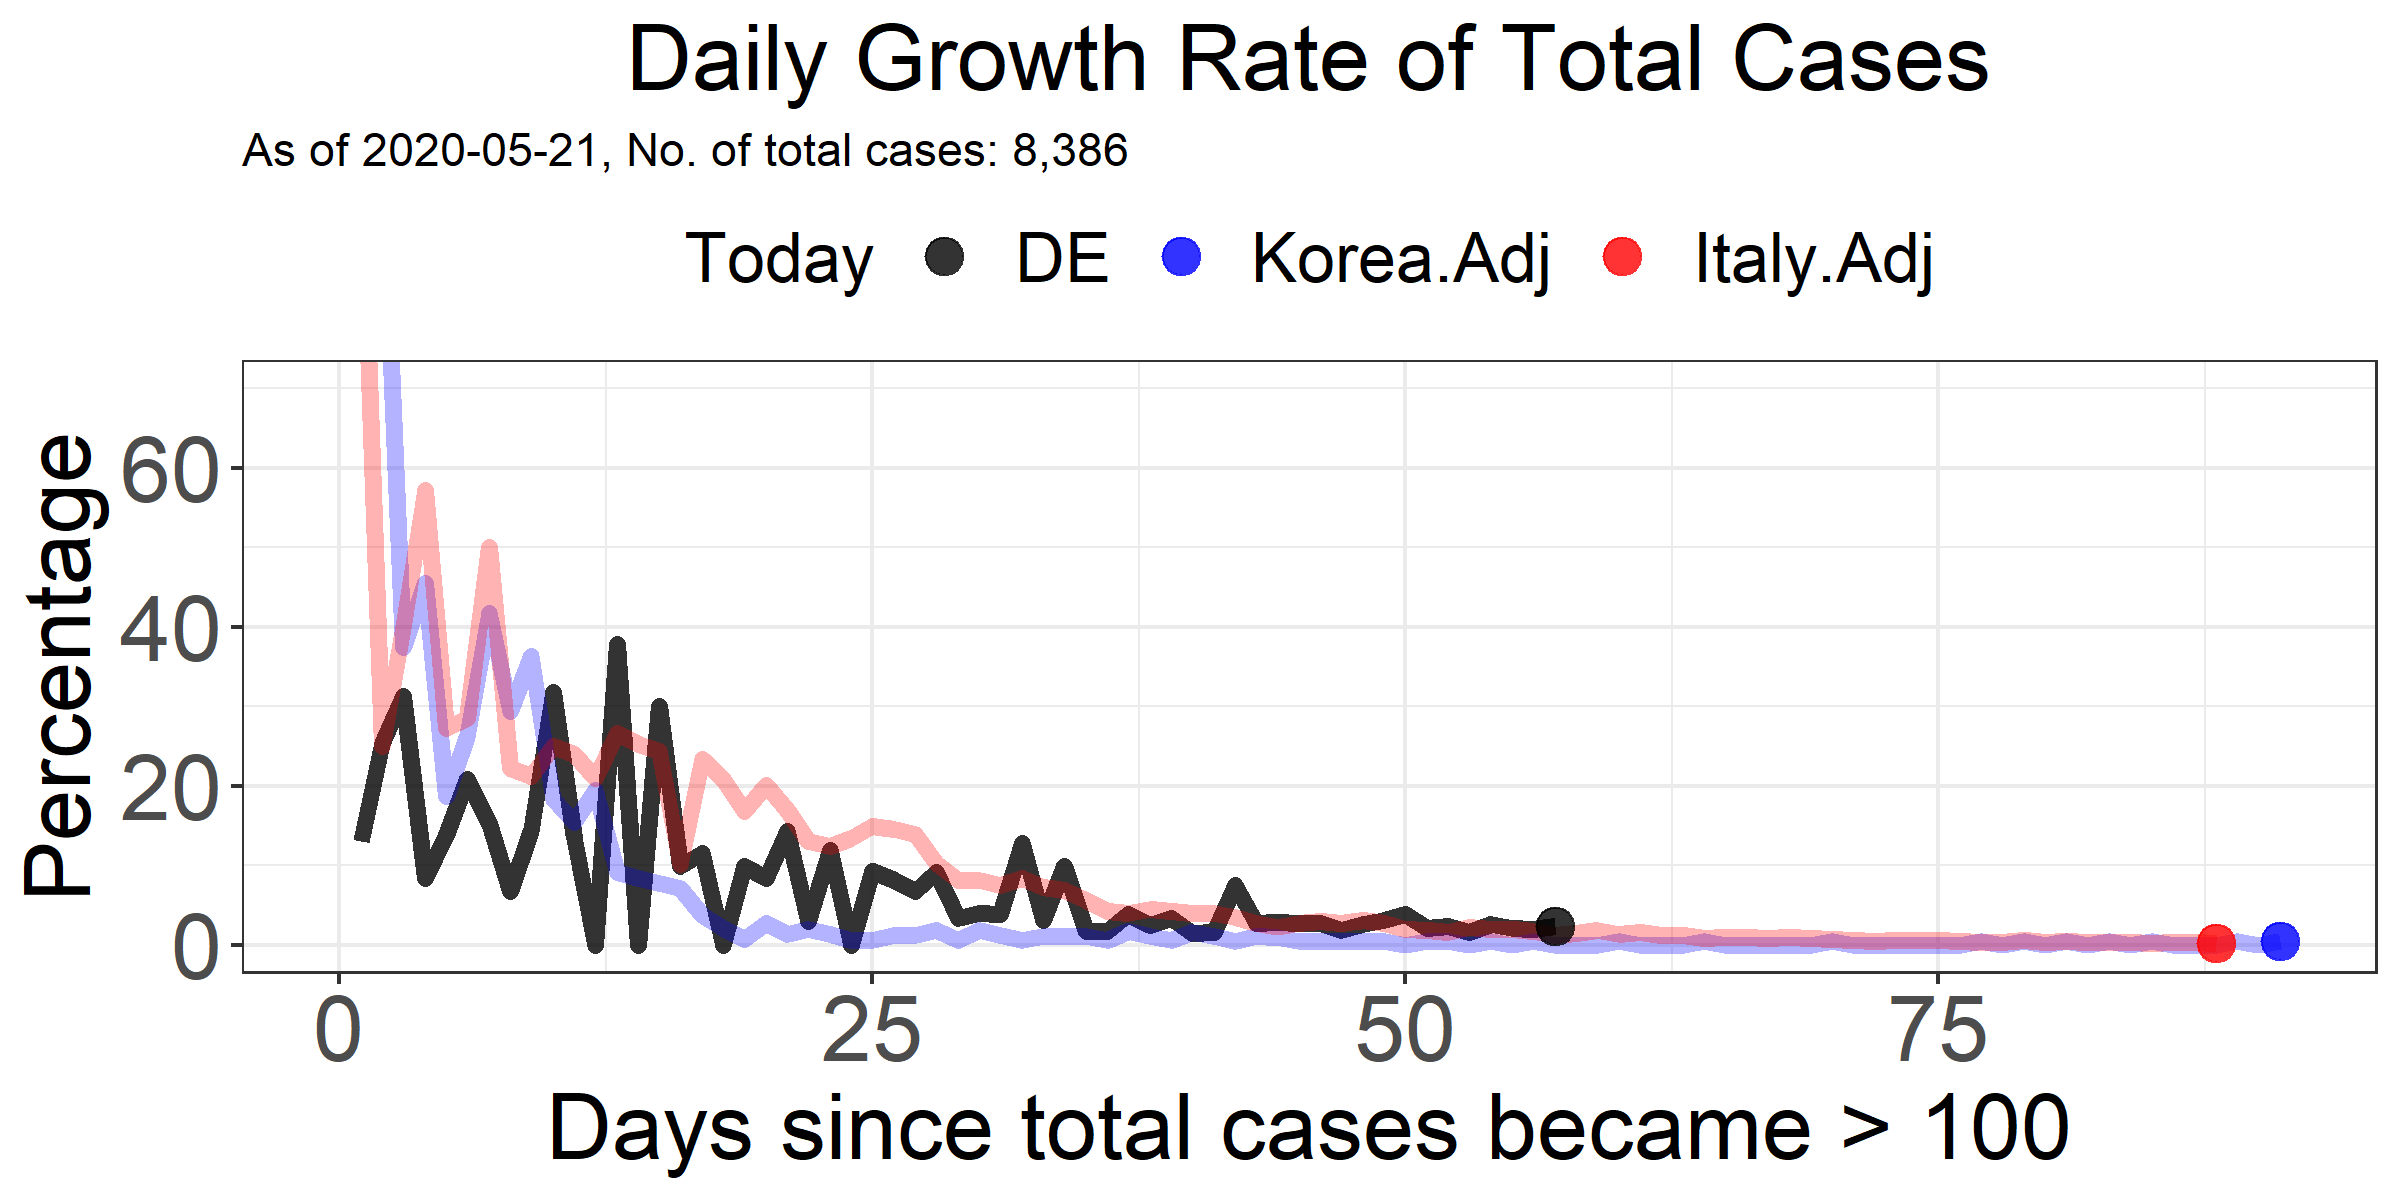 Daily Growth Rate of Total Cases
As of 2020-05-21, No. of total cases: 8,386
Today DE Korea.Adj Italy.Adj
Percentage
60
40
20
0
0 25 50 75
Days since total cases became > 100